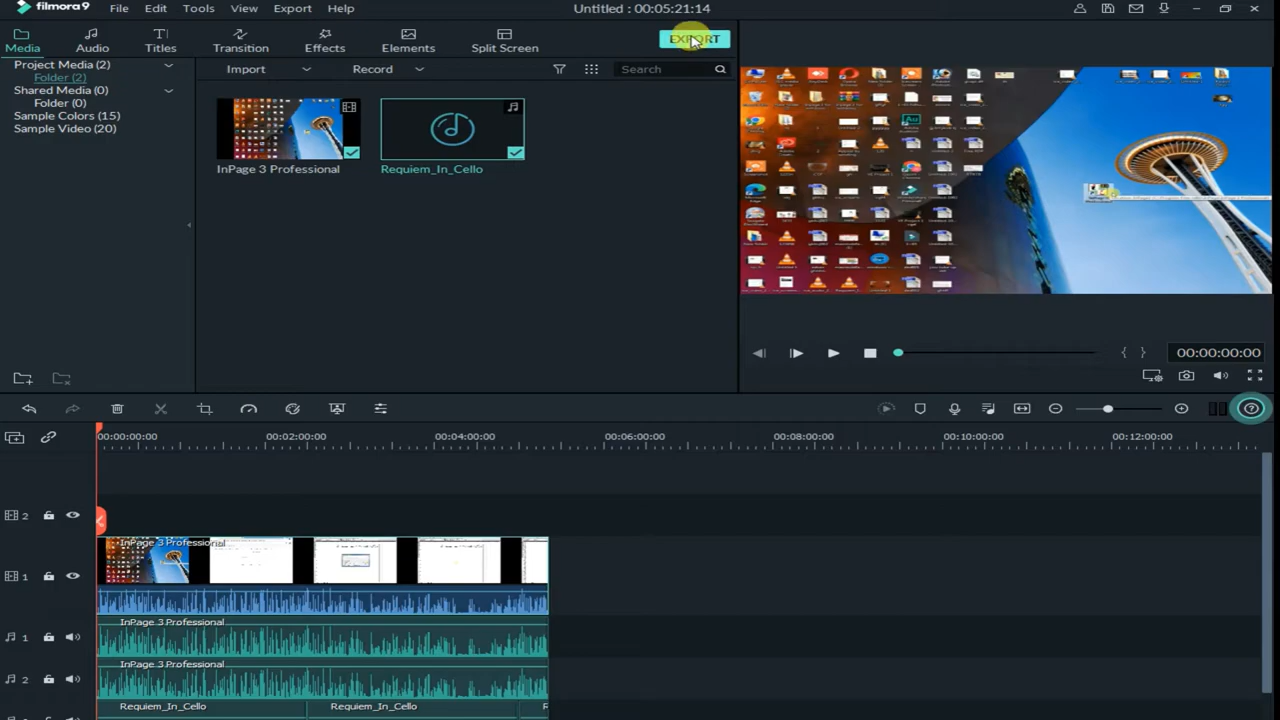 filmora9
File Edit Tools View Export Help
Untitled : 00:05:21:14
Media Audio Titles Transition Effects Elements Split Screen
EXPORT
Project Media (2)
Folder (2)
Shared Media (0)
Folder (0)
Sample Colors (15)
Sample Video (20)
Import Record Search
InPage 3 Professional
Requiem_In_Cello
00:00:00:00
00:00:00:00 00:02:00:00 00:04:00:00 00:06:00:00 00:08:00:00 00:10:00:00 00:12:00:00
2
InPage 3 Professional
1
InPage 3 Professional
1
InPage 3 Professional
2
Requiem_In_Cello Requiem_In_Cello R